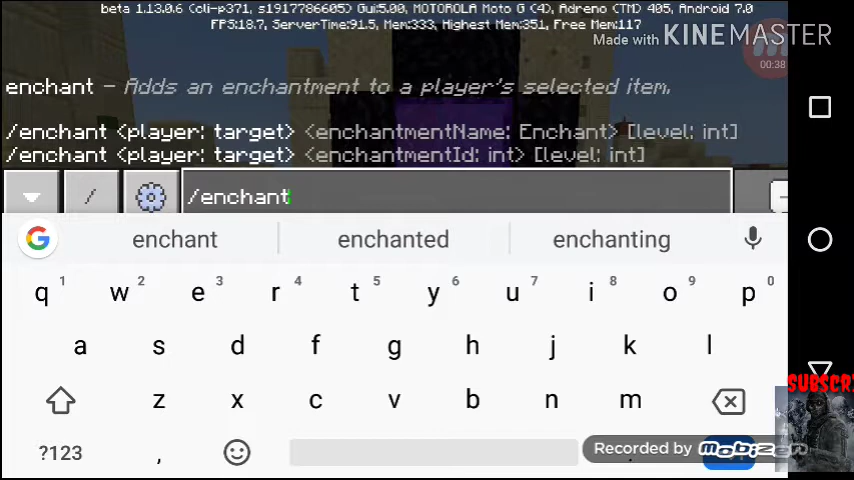 beta 1.13.0.6 (cli-p371, s1917786605) Gui:5.00, MOTOROLA Moto G (4), Adreno (TM) 405, Android 7.0
FPS:18.7, ServerTime:91.5, Mem:333, Highest Mem:351, Free Mem:117
Made with KINEMASTER
00:38
enchant – Adds an enchantment to a player's selected item.
/enchant <player: target> <enchantmentName: Enchant> [level: int]
/enchant <player: target> <enchantmentId: int> [level: int]
/ /enchant
G enchant enchanted enchanting
q 1 w 2 e 3 r 4 t 5 y 6 u 7 i 8 o 9 p 0
a s d f g h j k l
SUBSCR
z x c v b n m
?123 , .
Recorded by mobizen